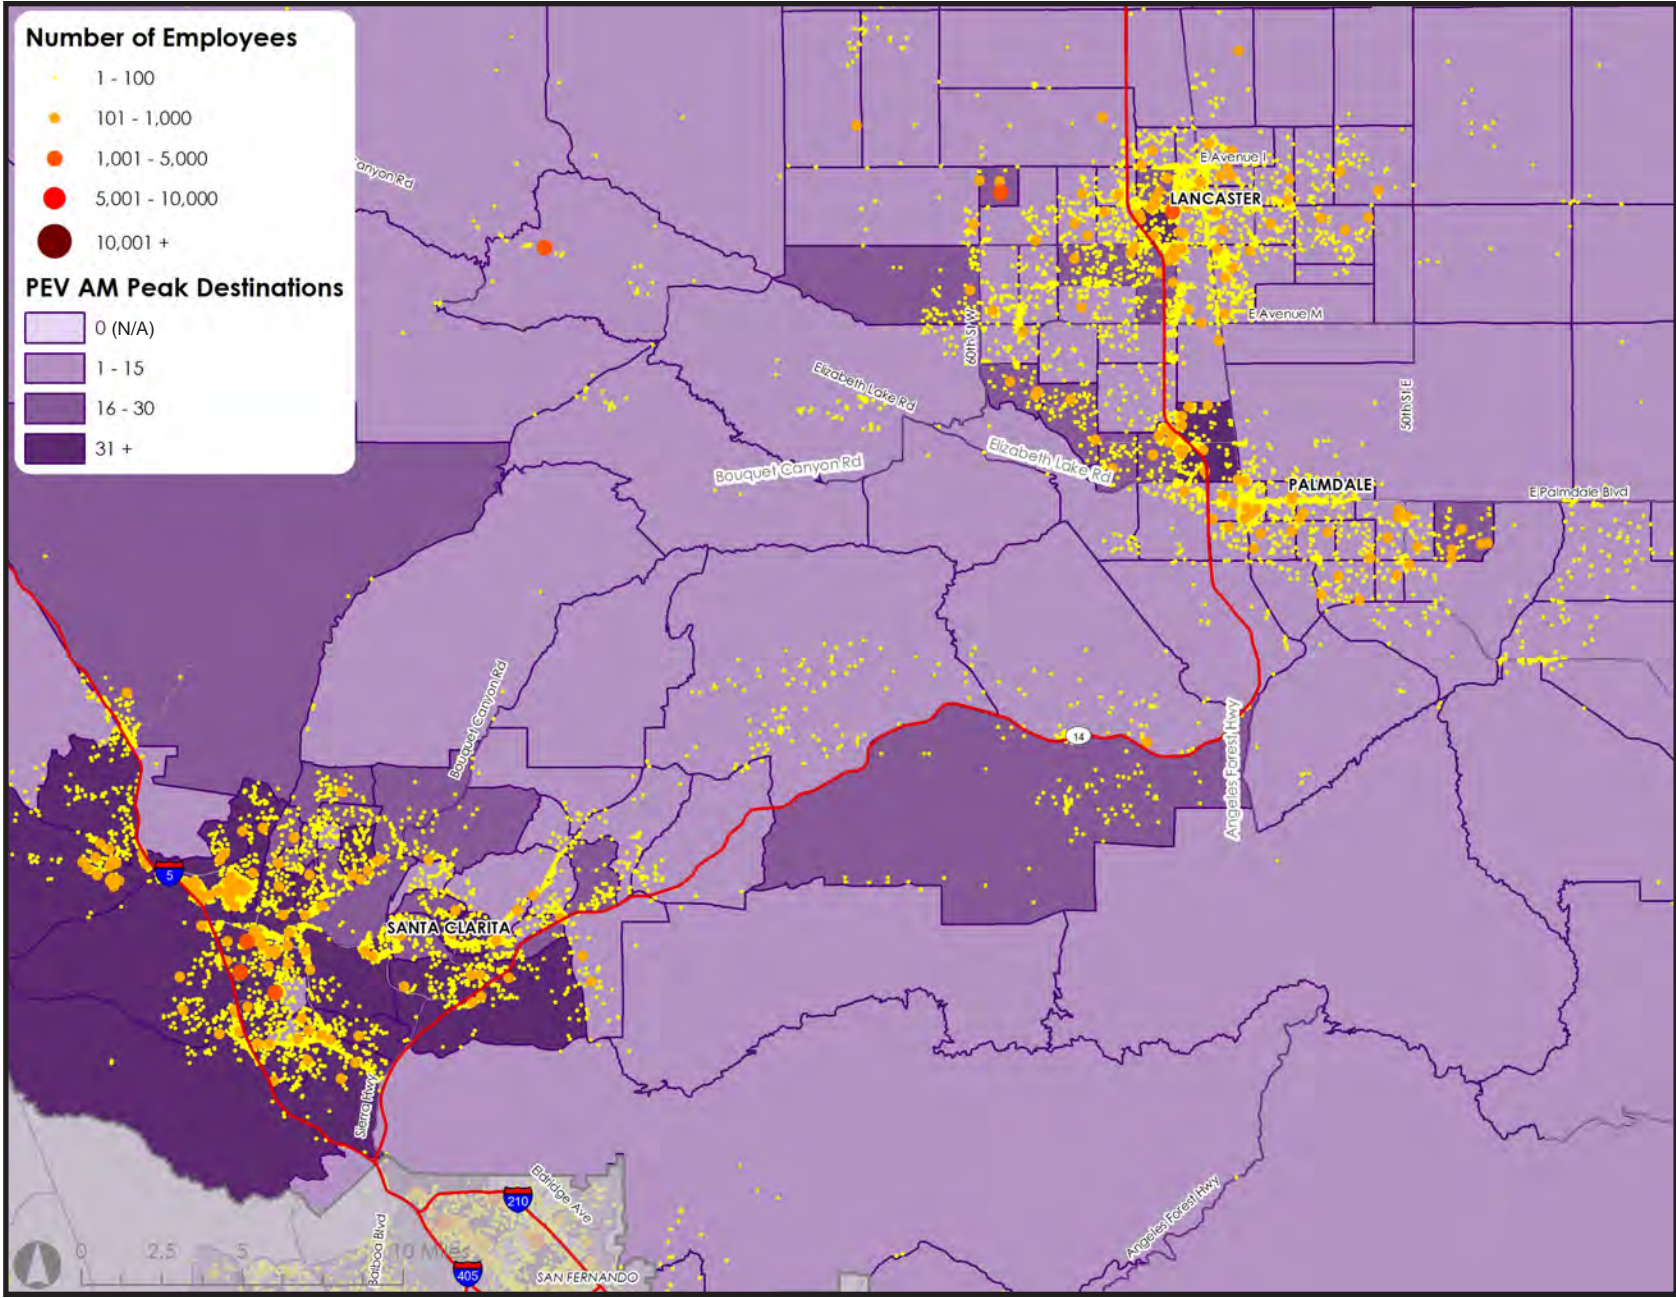 Number of Employees
1 - 100
101 - 1,000
1,001 - 5,000
5,001 - 10,000
10,001 +
PEV AM Peak Destinations
0 (N/A)
1 - 15
16 - 30
31 +
anyon Rd
E Avenue I
LANCASTER
60th St W
E Avenue M
Elizabeth Lake Rd
50th St E
Bouquet Canyon Rd
Elizabeth Lake Rd
PALMDALE
E Palmdale Blvd
Bouquet Canyon Rd
14
Angeles Forest Hwy
5
SANTA CLARITA
Sierra Hwy
Eldridge Ave
210
Angeles Forest Hwy
Balboa Blvd
0 2.5 5 10 Miles
405
SAN FERNANDO